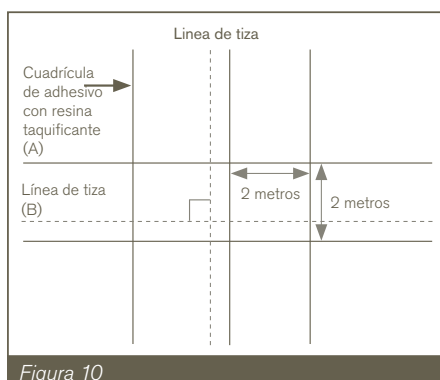 Linea de tiza
Cuadrícula
de adhesivo
con resina
taquificante
(A)
Línea de tiza
(B)
2 metros
2 metros
Figura 10